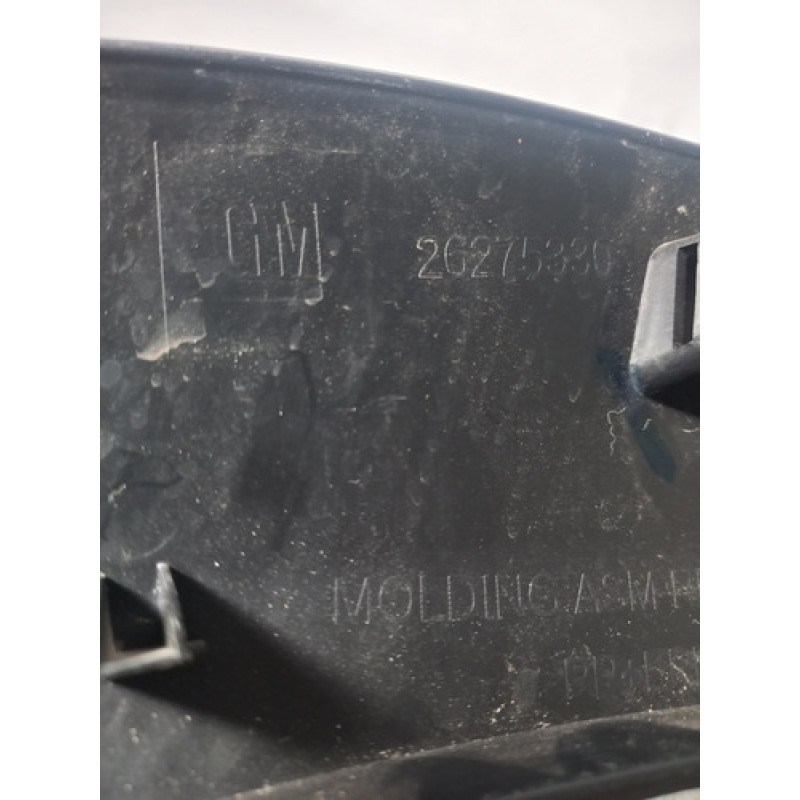 GM 26275330
MOLDING ASM-